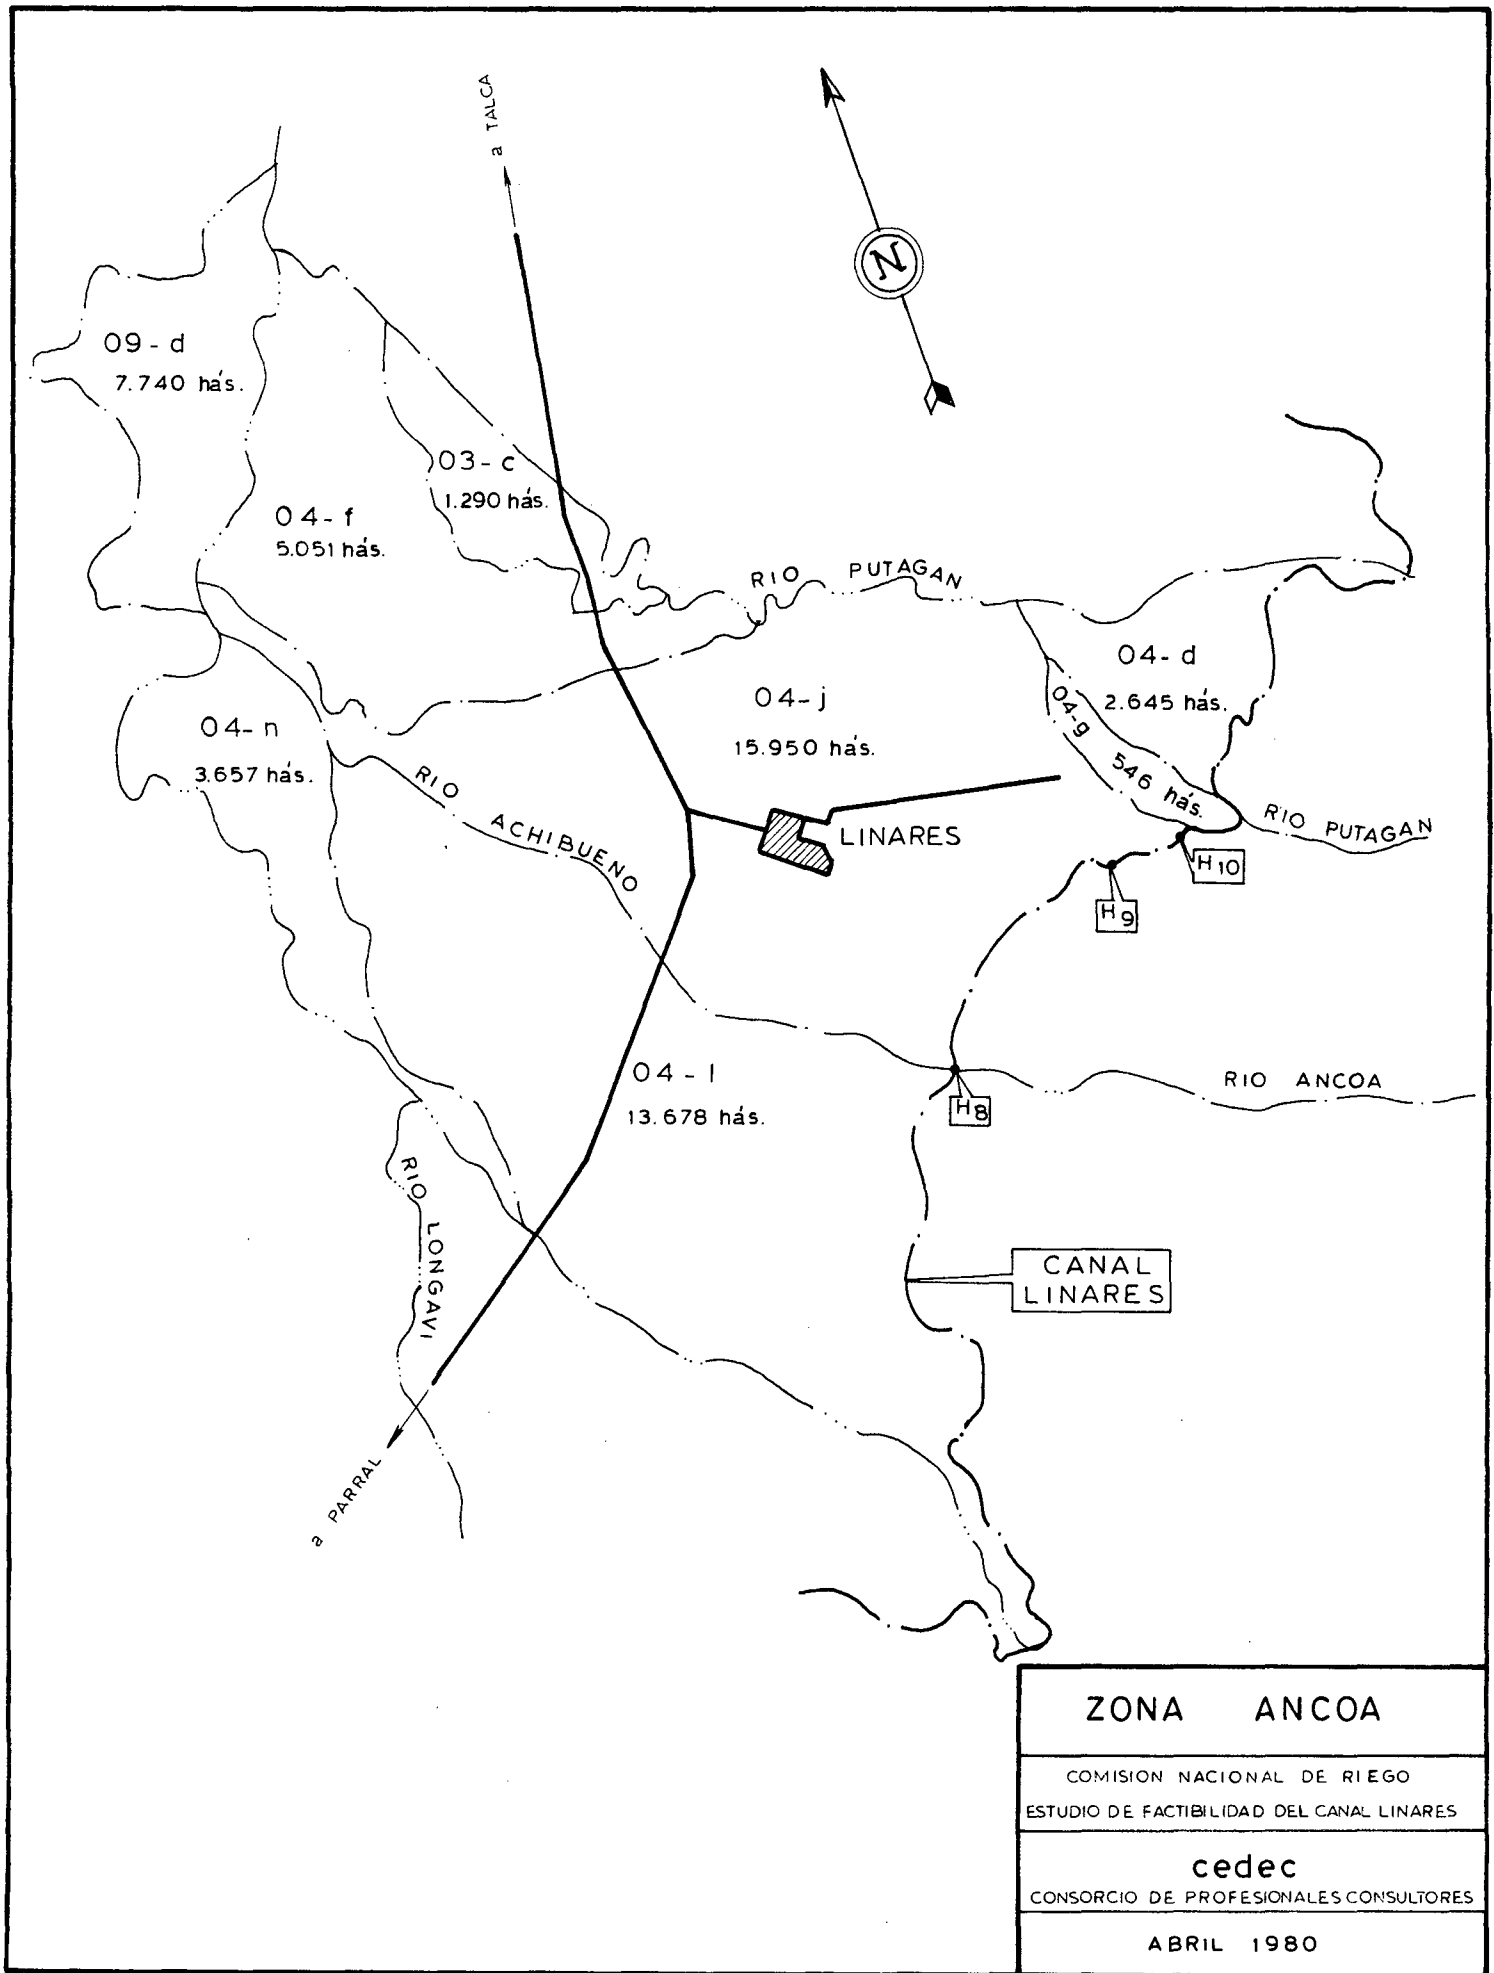 a TALCA
N
09-d
7.740 hás.
03-c
1.290 hás.
04-f
5.051 hás.
RIO PUTAGAN
04-d
2.645 hás.
04-g
546 hás.
04-j
15.950 hás.
04-n
3.657 hás.
RIO ACHIBUENO
LINARES
RIO PUTAGAN
H10
H9
04-l
13.678 hás.
RIO ANCOA
H8
RIO LONGAVI
CANAL
LINARES
a PARRAL
ZONA ANCOA
COMISION NACIONAL DE RIEGO
ESTUDIO DE FACTIBILIDAD DEL CANAL LINARES
cedec
CONSORCIO DE PROFESIONALES CONSULTORES
ABRIL 1980